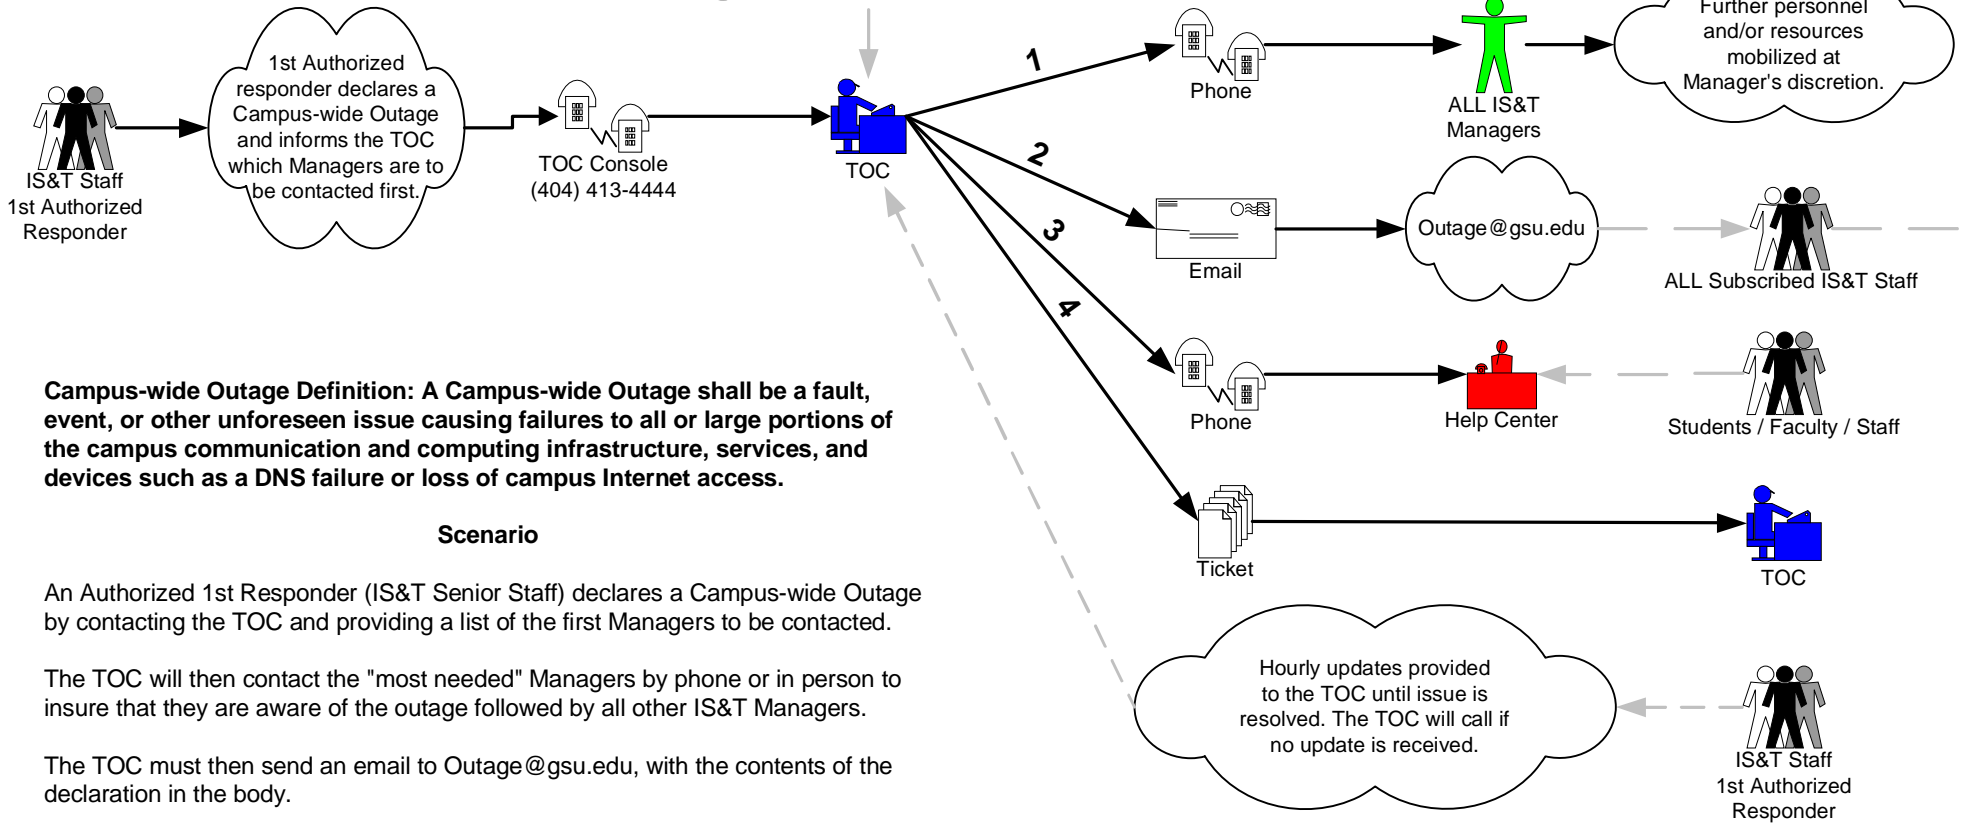 Further personnel
and/or resources
mobilized at
Manager's discretion.
1st Authorized
responder declares a
Campus-wide Outage
and informs the TOC
which Managers are to
be contacted first.
IS&T Staff
1st Authorized
Responder
TOC Console
(404) 413-4444
TOC
1
Phone
ALL IS&T
Managers
2
Email
Outage@gsu.edu
ALL Subscribed IS&T Staff
3
Phone
Help Center
Students / Faculty / Staff
4
Ticket
TOC
Campus-wide Outage Definition: A Campus-wide Outage shall be a fault,
event, or other unforeseen issue causing failures to all or large portions of
the campus communication and computing infrastructure, services, and
devices such as a DNS failure or loss of campus Internet access.
Scenario
An Authorized 1st Responder (IS&T Senior Staff) declares a Campus-wide Outage
by contacting the TOC and providing a list of the first Managers to be contacted.
The TOC will then contact the "most needed" Managers by phone or in person to
insure that they are aware of the outage followed by all other IS&T Managers.
The TOC must then send an email to Outage@gsu.edu, with the contents of the
declaration in the body.
Hourly updates provided
to the TOC until issue is
resolved. The TOC will call if
no update is received.
IS&T Staff
1st Authorized
Responder